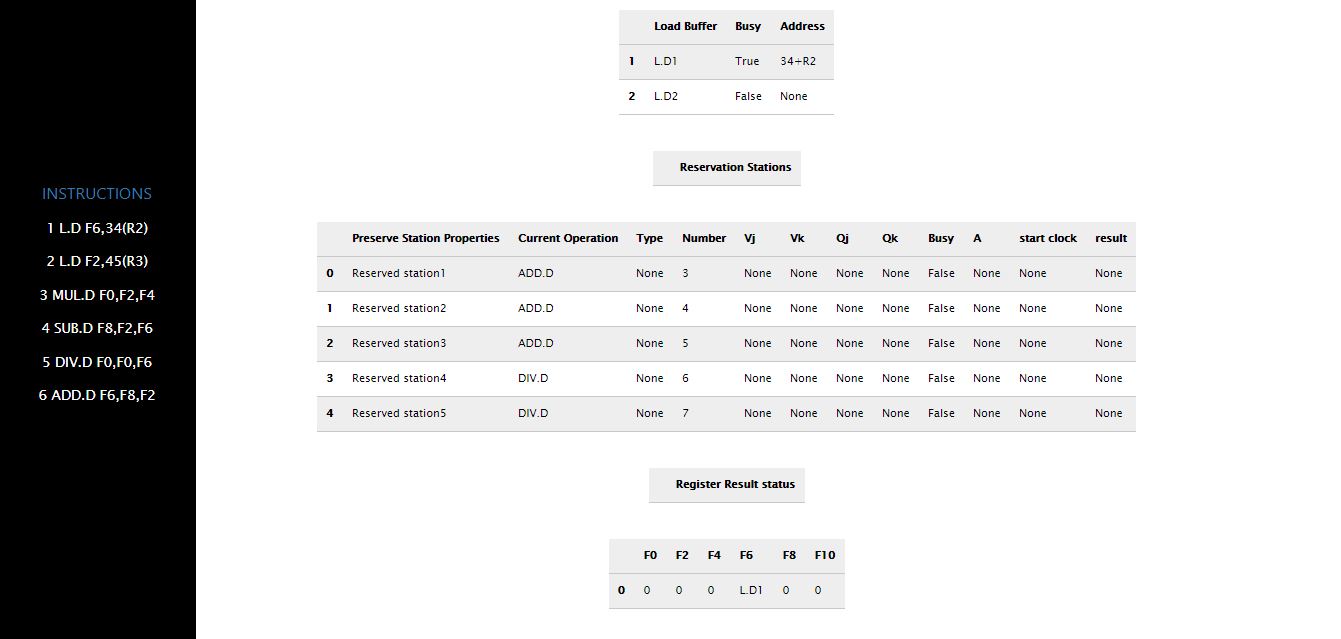 Load Buffer Busy Address
1 L.D1 True 34+R2
2 L.D2 False None
Reservation Stations
INSTRUCTIONS
1 L.D F6,34(R2)
2 L.D F2,45(R3)
3 MUL.D F0,F2,F4
4 SUB.D F8,F2,F6
5 DIV.D F0,F0,F6
6 ADD.D F6,F8,F2
Preserve Station Properties Current Operation Type Number Vj Vk Qj Qk Busy A start clock result
0 Reserved station1 ADD.D None 3 None None None None False None None None
1 Reserved station2 ADD.D None 4 None None None None False None None None
2 Reserved station3 ADD.D None 5 None None None None False None None None
3 Reserved station4 DIV.D None 6 None None None None False None None None
4 Reserved station5 DIV.D None 7 None None None None False None None None
Register Result status
F0 F2 F4 F6 F8 F10
0 0 0 0 L.D1 0 0